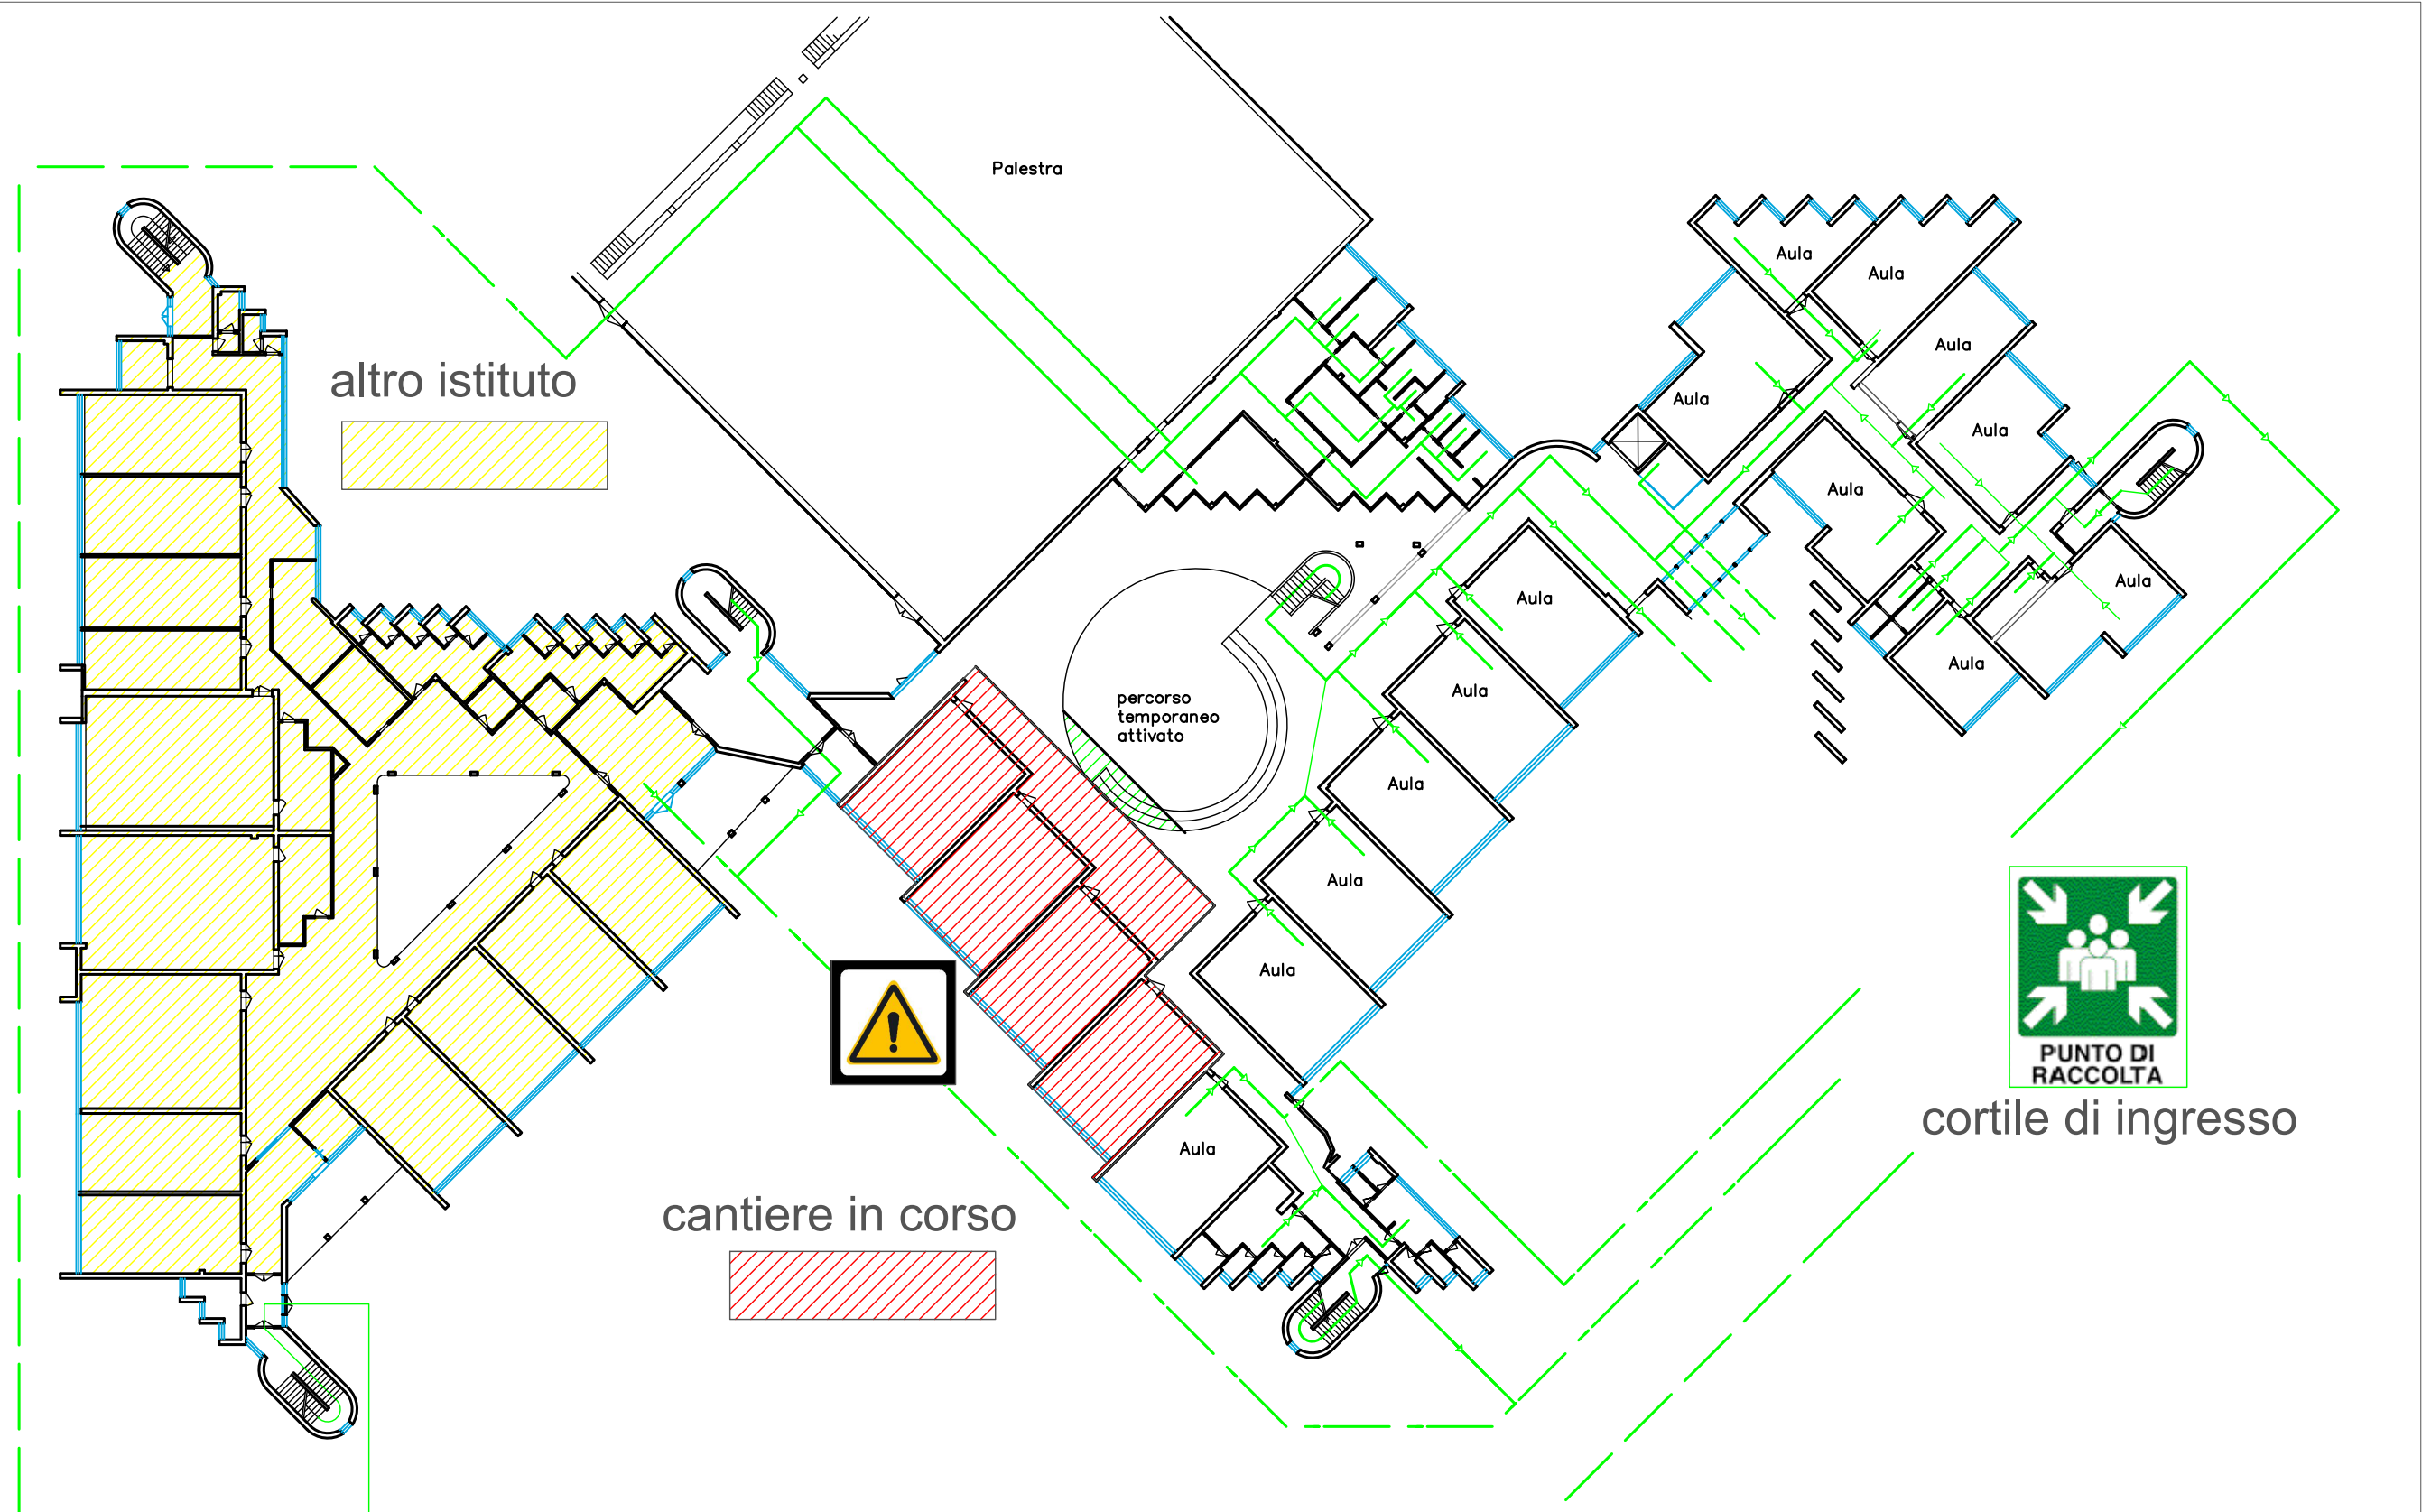 Palestra
Aula
Aula
Aula
altro istituto
Aula
Aula
Aula
Aula
Aula
Aula
Aula
percorso
temporaneo
attivato
Aula
Aula
Aula
Aula
PUNTO DI
RACCOLTA
cortile di ingresso
Aula
cantiere in corso